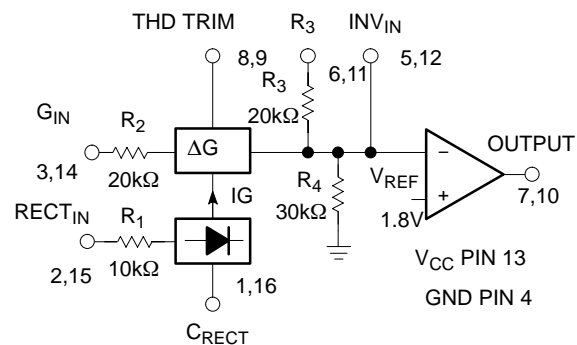 THD TRIM
R3
INVIN
8,9
6,11
5,12
R3
20kΩ
GIN
R2
ΔG
OUTPUT
3,14
20kΩ
IG
R4
30kΩ
VREF
1.8V
−
+
7,10
RECTIN
R1
2,15
10kΩ
1,16
VCC PIN 13
GND PIN 4
CRECT